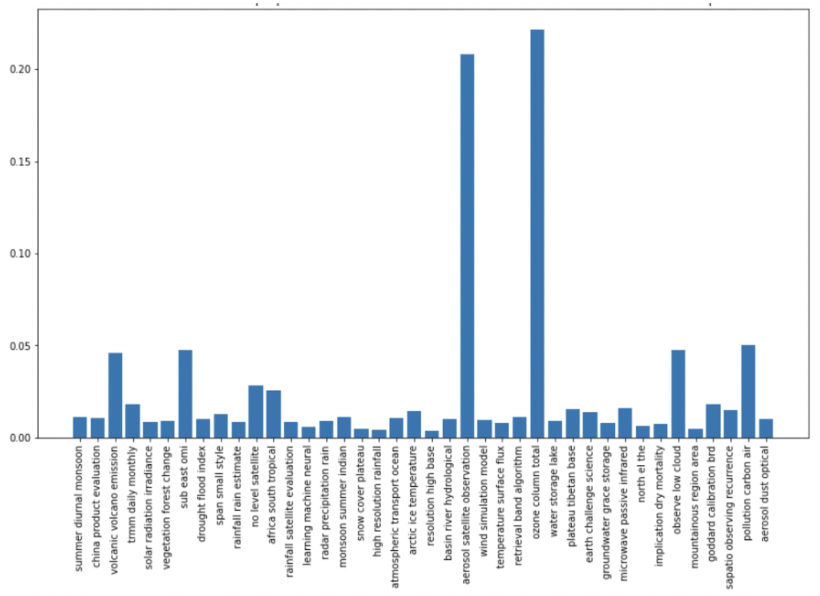 0.20
0.15
0.10
0.05
0.00
summer diurnal monsoon
china product evaluation
volcanic volcano emission
trmm daily monthly
solar radiation irradiance
vegetation forest change
sub east omi
drought flood index
span small style
rainfall rain estimate
no level satellite
africa south tropical
rainfall satellite evaluation
learning machine neural
radar precipitation rain
monsoon summer indian
snow cover plateau
high resolution rainfall
atmospheric transport ocean
arctic ice temperature
resolution high base
basin river hydrological
aerosol satellite observation
wind simulation model
temperature surface flux
retrieval band algorithm
ozone column total
water storage lake
plateau tibetan base
earth challenge science
groundwater grace storage
microwave passive infrared
north el the
implication dry mortality
observe low cloud
mountainous region area
goddard calibration brd
sapatio observing recurrence
pollution carbon air
aerosol dust optical